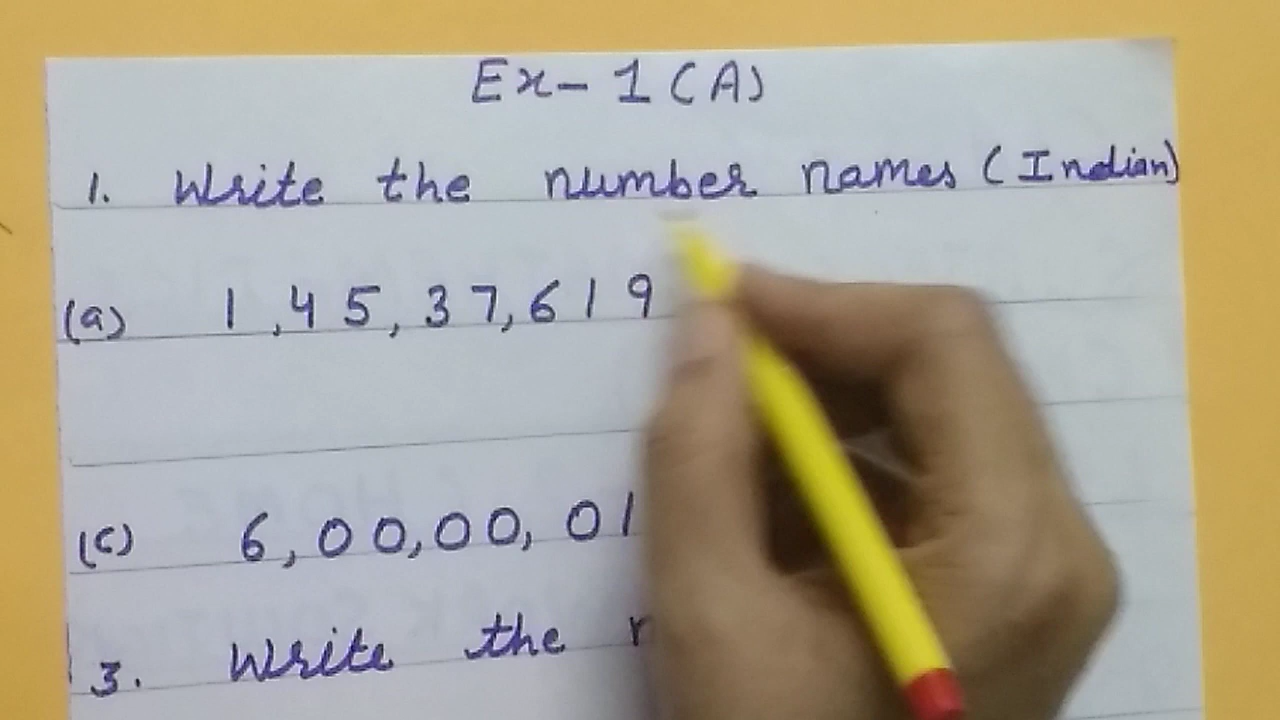 Ex-1(A)
1. Write the number names (Indian)
(a) 1,45,37,619
(c) 6,00,00,01
3. Write the